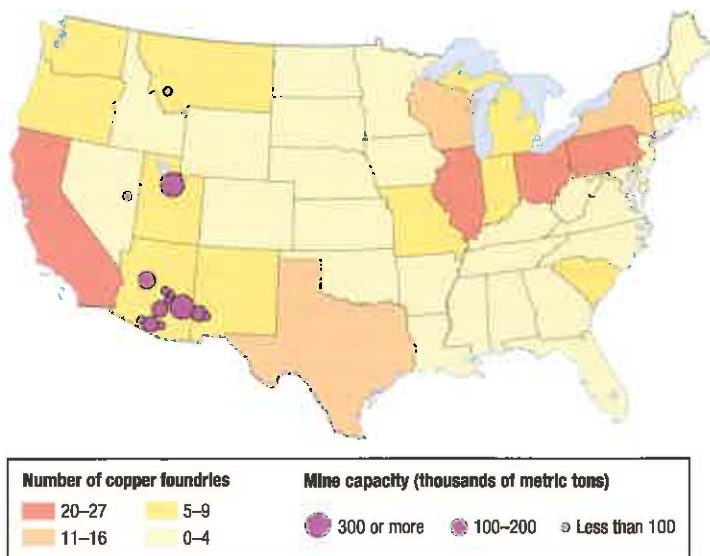 Number of copper foundries
20–27
5–9
11–16
0–4
Mine capacity (thousands of metric tons)
300 or more
100–200
Less than 100